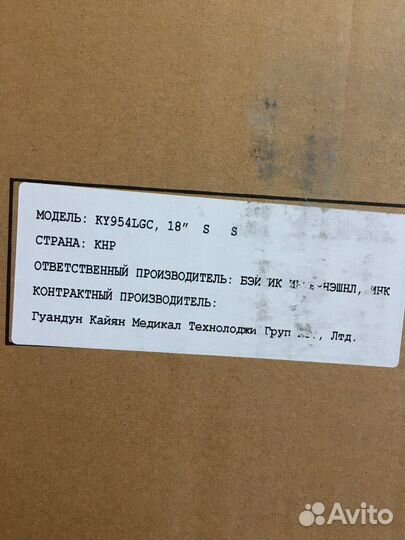 МОДЕЛЬ: KY954LGC, 18" S S
СТРАНА: КНР
ОТВЕТСТВЕННЫЙ ПРОИЗВОДИТЕЛЬ:
КОНТРАКТНЫЙ ПРОИЗВОДИТЕЛЬ:
Гуандун Кайян Медикал Технолоджи Груп Лтд.
Avito